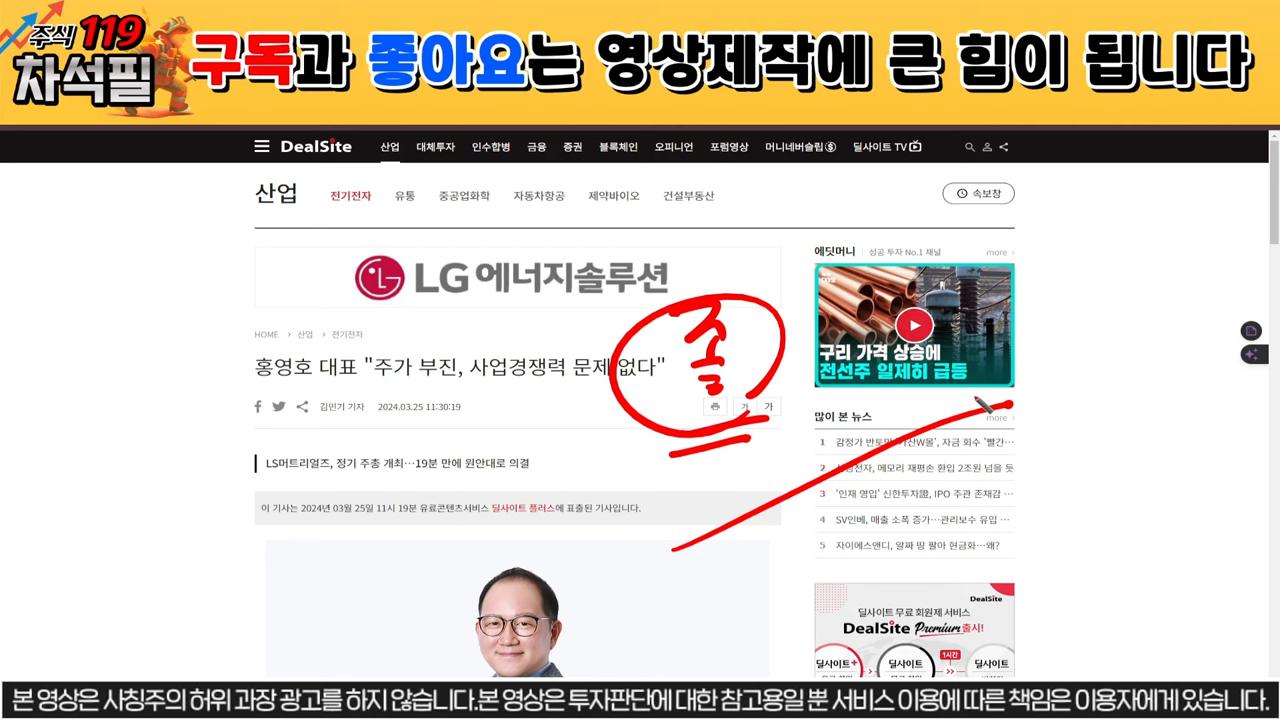 주식 119
차석필
구독과 좋아요는 영상제작에 큰 힘이 됩니다
DealSite 산업 대체투자 인수합병 금융 증권 블록체인 오피니언 포럼영상 머니네버슬립 딜사이트 TV
산업 전기전자 유통 중공업화학 자동차항공 제약바이오 건설부동산 속보창
LG에너지솔루션
HOME > 산업 > 전기전자
홍영호 대표 "주가 부진, 사업경쟁력 문제 없다"
김민기 기자 2024.03.25 11:30:19
가 가
LS머트리얼즈, 정기 주총 개최…19분 만에 원안대로 의결
이 기사는 2024년 03월 25일 11시 19분 유료콘텐츠서비스 딜사이트 플러스에 표출된 기사입니다.
에딧머니 성공 투자 No.1 채널 more
구리 가격 상승에
전선주 일제히 급등
많이 본 뉴스 more
1 감정가 반토막 자금 회수 '빨간…
2 메모리 재평손 환입 2조원 넘을 듯
3 '인재 영입' 신한투자證, IPO 주관 존재감 …
4 SV인베, 매출 소폭 증가…관리보수 유입 …
5 자이에스앤디, 알짜 땅 팔아 현금화…왜?
DealSite
딜사이트 무료 회원제 서비스
DealSite Premium 출시!
1시간
딜사이트+ 딜사이트 딜사이트
본 영상은 사칭주의 허위 과장 광고를 하지 않습니다.본 영상은 투자판단에 대한 참고용일 뿐 서비스 이용에 따른 책임은 이용자에게 있습니다.